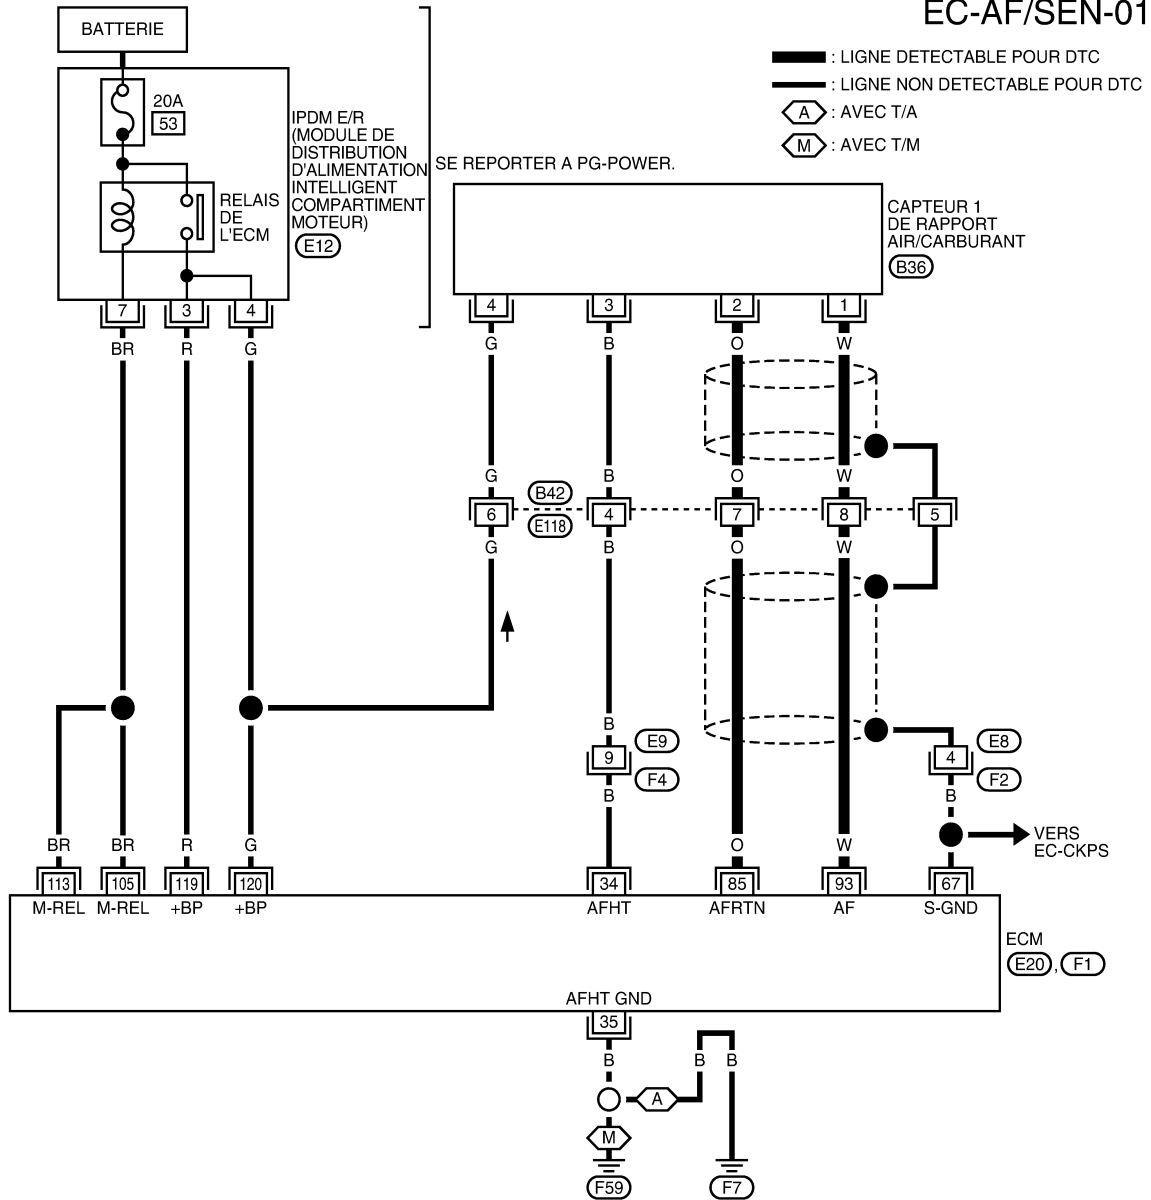 EC-AF/SEN-01
BATTERIE
: LIGNE DETECTABLE POUR DTC
: LIGNE NON DETECTABLE POUR DTC
A : AVEC T/A
M : AVEC T/M
20A
53
IPDM E/R
(MODULE DE
DISTRIBUTION
D'ALIMENTATION
INTELLIGENT
COMPARTIMENT
MOTEUR)
E12
SE REPORTER A PG-POWER.
RELAIS
DE
L'ECM
CAPTEUR 1
DE RAPPORT
AIR/CARBURANT
B36
7 3 4
4 3 2 1
BR R G
G B O W
G B O W
B42
6 4 7 8 5
E118
G B O W
B
E9 E8
9 4
F4 F2
B B
VERS
EC-CKPS
BR BR R G O W
113 105 119 120 34 85 93 67
M-REL M-REL +BP +BP AFHT AFRTN AF S-GND
ECM
E20 , F1
AFHT GND
35
B B B
A
M
F59 F7